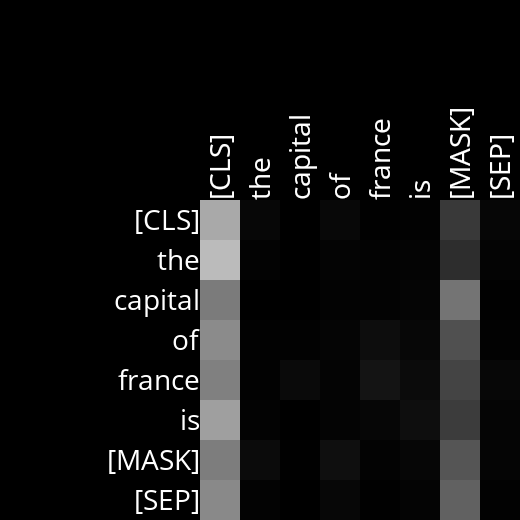 [CLS] the capital of france is [MASK] [SEP]
[CLS]
the
capital
of
france
is
[MASK]
[SEP]